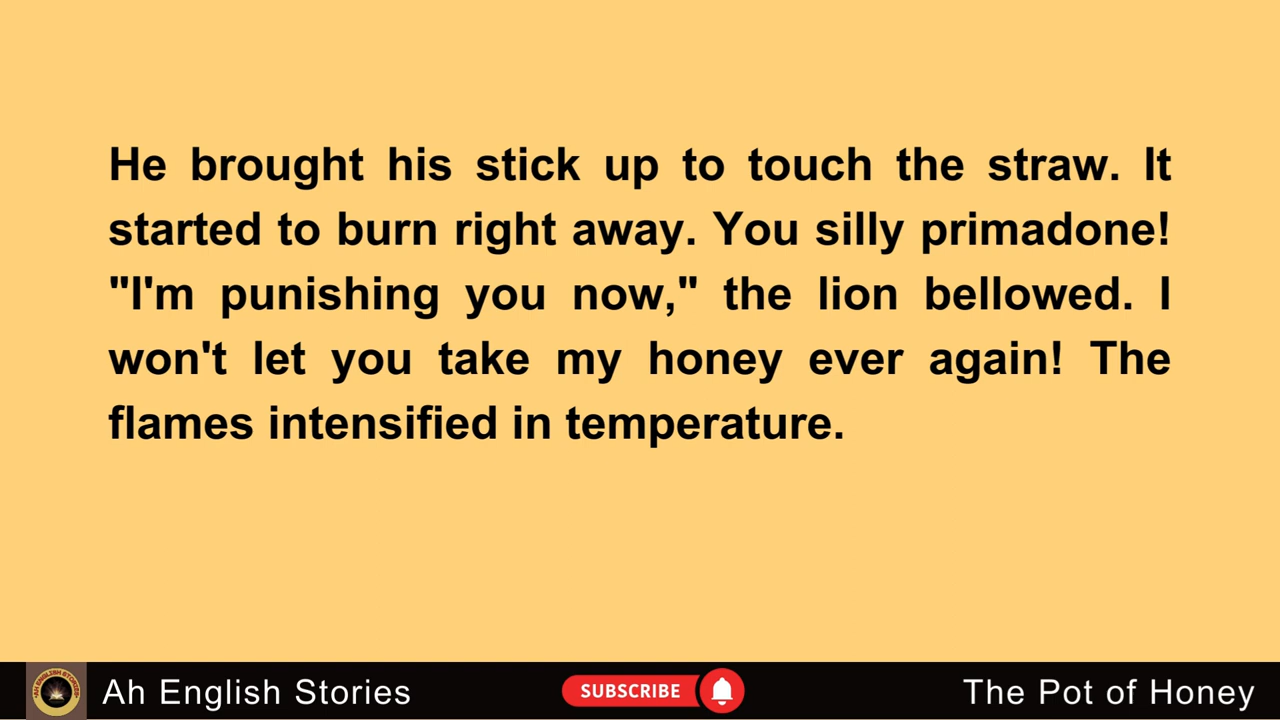 He brought his stick up to touch the straw. It
started to burn right away. You silly primadone!
"I'm punishing you now," the lion bellowed. I
won't let you take my honey ever again! The
flames intensified in temperature.
Ah English Stories
SUBSCRIBE
The Pot of Honey